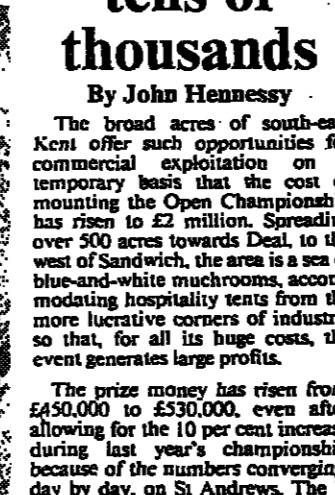 tens of
thousands
By John Hennessy
The broad acres of south-ea
Kent offer such opportunities f
commercial exploitation on
temporary basis that the cost
mounting the Open Championsh
has risen to £2 million. Spreadin
over 500 acres towards Deal, to th
west of Sandwich, the area is a sea
blue-and-white muchrooms, accom
modating hospitality tents from th
more lucrative corners of industr
so that, for all its huge costs, th
event generates large profits.
The prize money has risen from
£450,000 to £530,000, even afte
allowing for the 10 per cent increas
during last year's championshi
because of the numbers convergin
day by day, on St Andrews. The